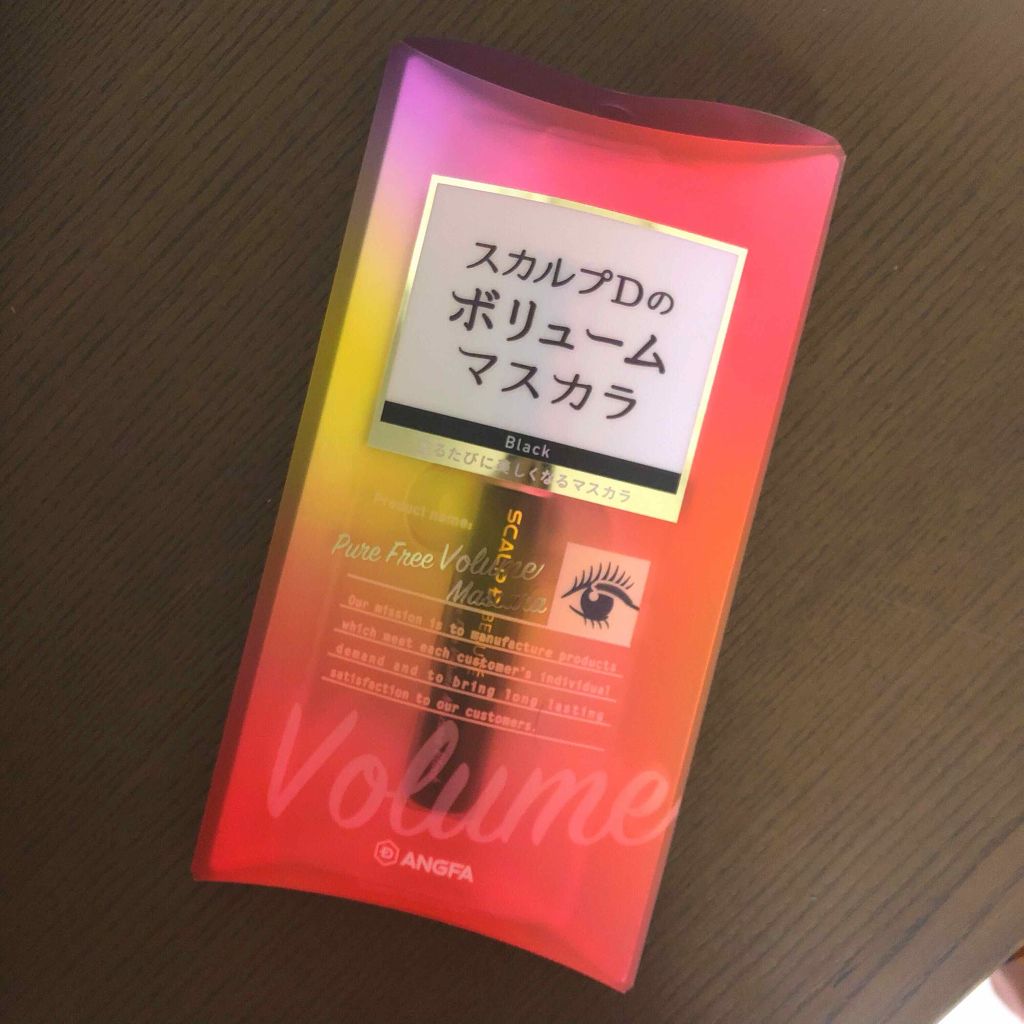 スカルプDの
ボリューム
マスカラ
Black
るたびに美しくなるマスカラ
Product name:
Pure Free Volume
Mascara
SCALP
Our mission is to manufacture products
which meet each customer's individual
demand and to bring long lasting
satisfaction to our customers.
Volume
ANGFA